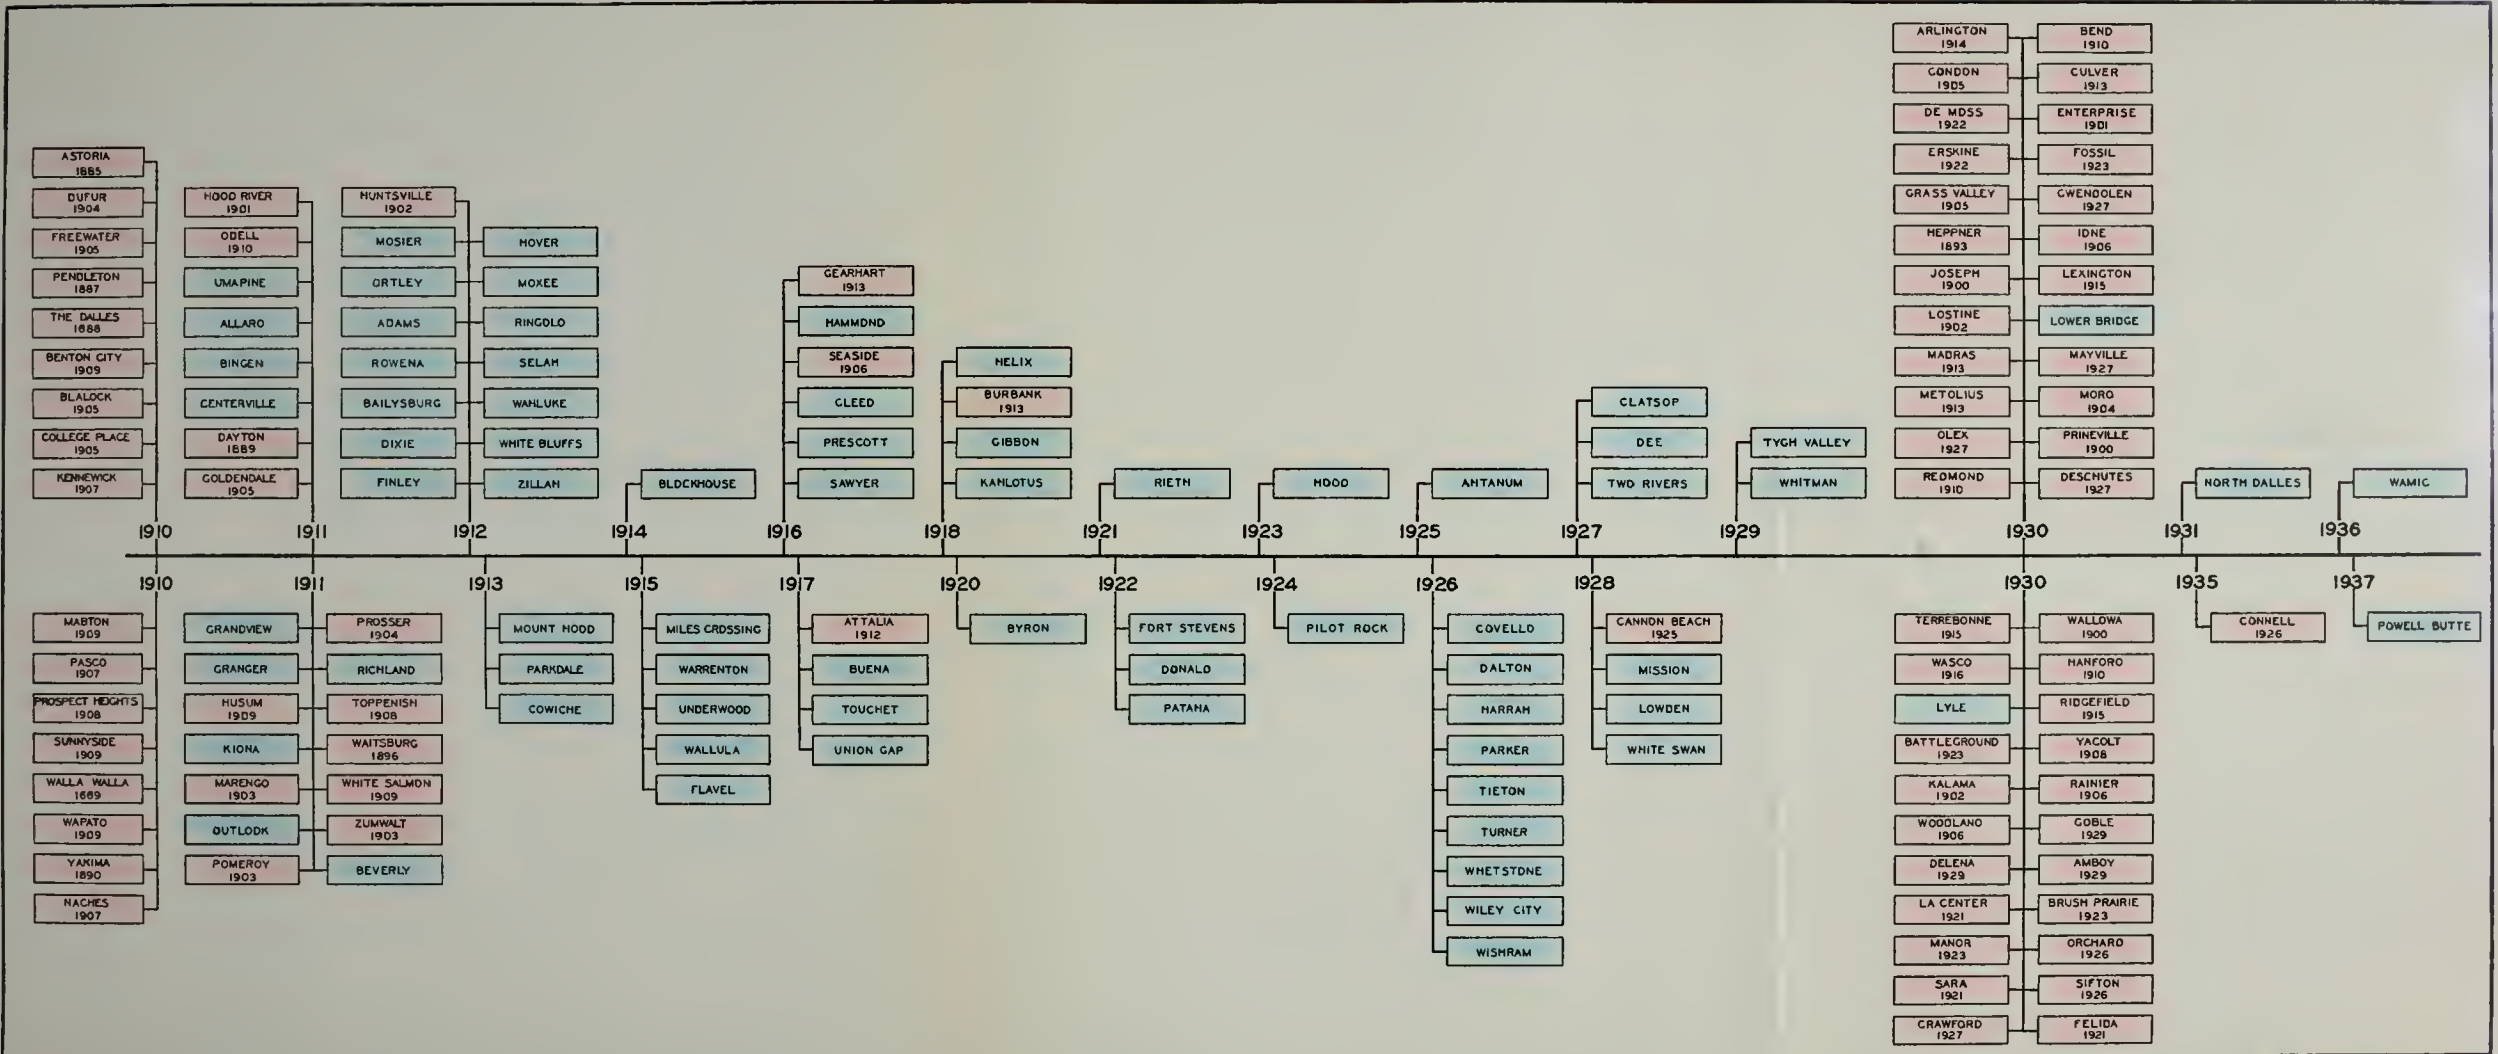 ASTORIA
1885
DUFUR
1904
FREEWATER
1905
PENDLETON
1887
THE DALLES
1888
BENTON CITY
1909
BLALOCK
1905
COLLEGE PLACE
1905
KENNEWICK
1907
1910
HOOD RIVER
1901
ODELL
1910
UMAPINE
ALLARD
BINGEN
CENTERVILLE
DAYTON
1889
GOLDENDALE
1905
1911
HUNTSVILLE
1902
MOSIER
HOVER
ORTLEY
MOXEE
ADAMS
RINGOLD
ROWENA
SELAH
BAILYSBURG
WAHLUKE
DIXIE
WHITE BLUFFS
FINLEY
ZILLAH
1912
BLOCKHOUSE
1914
GEARHART
1913
HAMMOND
SEASIDE
1906
GLEED
PRESCOTT
SAWYER
1916
HELIX
BURBANK
1913
GIBBON
KAHLOTUS
1918
RIETH
1921
HOOD
1923
AHTANUM
1925
CLATSOP
DEE
TWO RIVERS
1927
TYGH VALLEY
WHITMAN
1929
ARLINGTON
1914
BEND
1910
CONDON
1905
CULVER
1913
DE MOSS
1922
ENTERPRISE
1901
ERSKINE
1922
FOSSIL
1923
GRASS VALLEY
1905
GWENDOLEN
1927
HEPPNER
1893
IONE
1906
JOSEPH
1900
LEXINGTON
1915
LOSTINE
1902
LOWER BRIDGE
MADRAS
1913
MAYVILLE
1927
METOLIUS
1913
MORO
1904
OLEX
1927
PRINEVILLE
1900
REDMOND
1910
DESCHUTES
1927
1930
NORTH DALLES
1931
WAMIC
1936
1910
MABTON
1909
PASCO
1907
PROSPECT HEIGHTS
1908
SUNNYSIDE
1909
WALLA WALLA
1889
WAPATO
1909
YAKIMA
1890
NACHES
1907
1911
GRANDVIEW
PROSSER
1904
GRANGER
RICHLAND
HUSUM
1909
TOPPENISH
1908
KIONA
WAITSBURG
1896
MARENGO
1903
WHITE SALMON
1909
OUTLOOK
ZUMWALT
1903
POMEROY
1903
BEVERLY
1913
MOUNT HOOD
PARKDALE
COWICHE
1915
MILES CROSSING
WARRENTON
UNDERWOOD
WALLULA
FLAVEL
1917
ATTALIA
1912
BUENA
TOUCHET
UNION GAP
1920
BYRON
1922
FORT STEVENS
DONALD
PATAHA
1924
PILOT ROCK
1926
COVELLO
DALTON
HARRAH
PARKER
TIETON
TURNER
WHETSTONE
WILEY CITY
WISHRAM
1928
CANNON BEACH
1925
MISSION
LOWDEN
WHITE SWAN
1930
TERREBONNE
1915
WALLOWA
1900
WASCO
1916
HANFORD
1910
LYLE
RIDGEFIELD
1915
BATTLEGROUND
1923
YACOLT
1908
KALAMA
1902
RAINIER
1906
WOODLAND
1906
GOBLE
1929
DELENA
1929
AMBOY
1929
LA CENTER
1921
BRUSH PRAIRIE
1923
MANOR
1923
ORCHARD
1926
SARA
1921
SIFTON
1926
CRAWFORD
1927
FELIDA
1921
1935
CONNELL
1926
1937
POWELL BUTTE